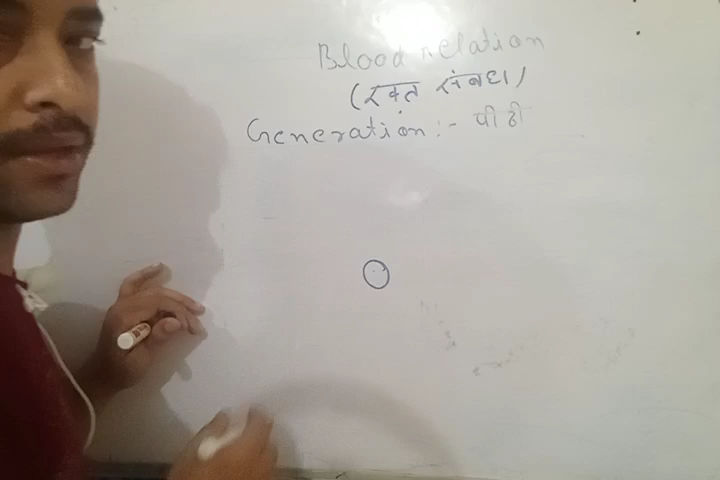 Blood relation
(रक्त संबंध)
Generation :- पीढी